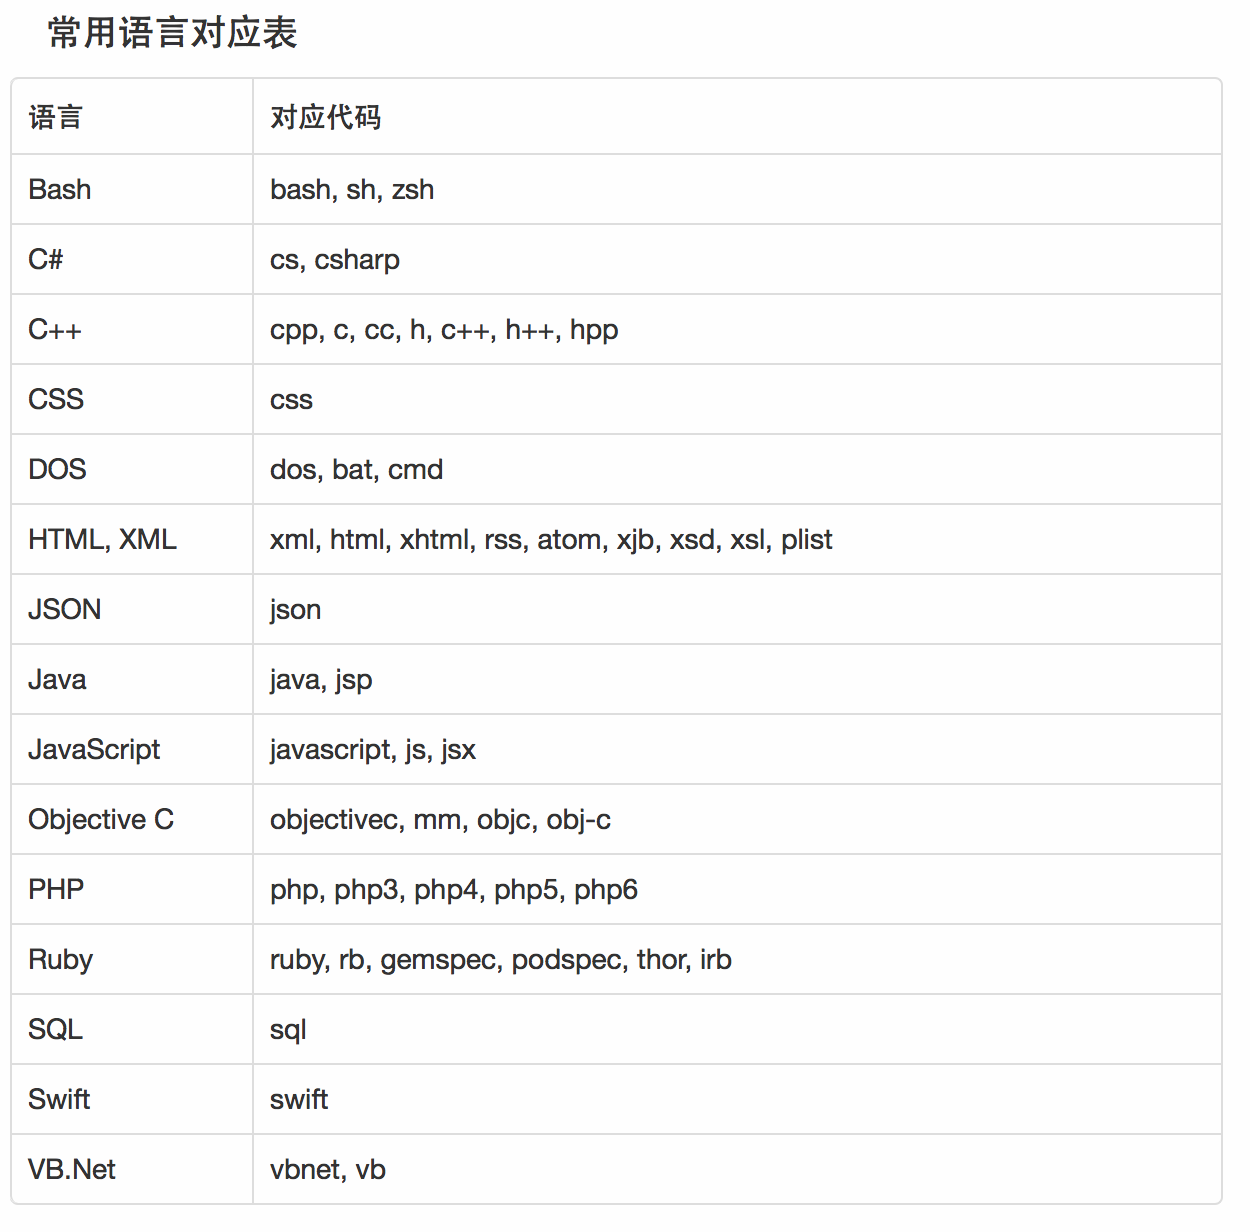 常用语言对应表
语言 对应代码
Bash bash, sh, zsh
C# cs, csharp
C++ cpp, c, cc, h, c++, h++, hpp
CSS css
DOS dos, bat, cmd
HTML, XML xml, html, xhtml, rss, atom, xjb, xsd, xsl, plist
JSON json
Java java, jsp
JavaScript javascript, js, jsx
Objective C objectivec, mm, objc, obj-c
PHP php, php3, php4, php5, php6
Ruby ruby, rb, gemspec, podspec, thor, irb
SQL sql
Swift swift
VB.Net vbnet, vb